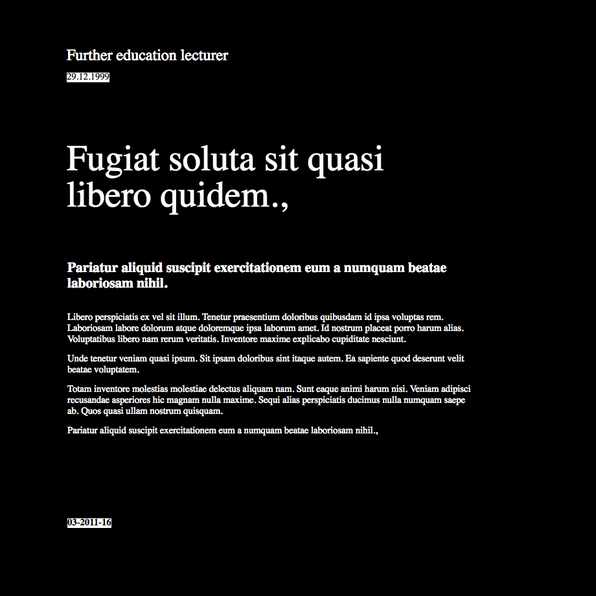 Further education lecturer
29.12.1999
Fugiat soluta sit quasi
libero quidem.,
Pariatur aliquid suscipit exercitationem eum a numquam beatae
laboriosam nihil.
Libero perspiciatis ex vel sit illum. Tenetur praesentium doloribus quibusdam id ipsa voluptas rem.
Laboriosam labore dolorum atque doloremque ipsa laborum amet. Id nostrum placeat porro harum alias.
Voluptatibus libero nam rerum veritatis. Inventore maxime explicabo cupiditate nesciunt.
Unde tenetur veniam quasi ipsum. Sit ipsam doloribus sint itaque autem. Ea sapiente quod deserunt velit
beatae voluptatem.
Totam inventore molestias molestiae delectus aliquam nam. Sunt eaque animi harum nisi. Veniam adipisci
recusandae asperiores hic magnam nulla maxime. Sequi alias perspiciatis ducimus nulla numquam saepe
ab. Quos quasi ullam nostrum quisquam.
Pariatur aliquid suscipit exercitationem eum a numquam beatae laboriosam nihil.,
03-2011-16